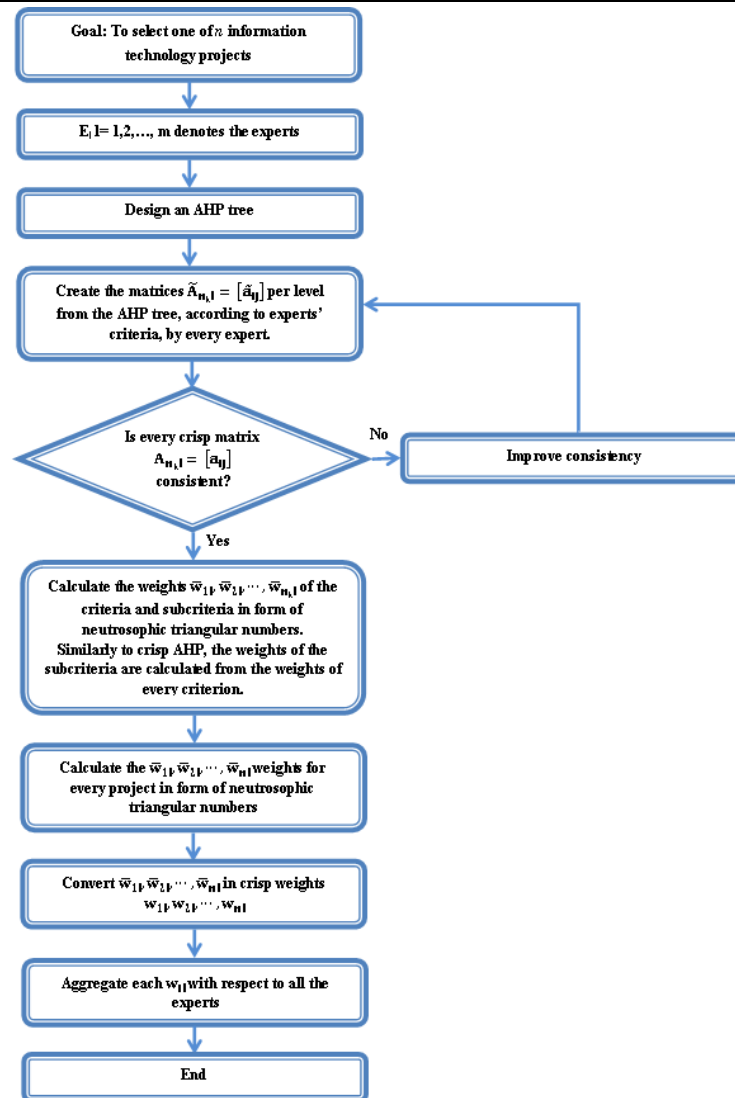 Goal: To select one of n information
technology projects
E_l l= 1,2,…, m denotes the experts
Design an AHP tree
Create the matrices Ã_{n_k l} = [ã_{ij}] per level
from the AHP tree, according to experts’
criteria, by every expert.
Is every crisp matrix
A_{n_k l} = [a_{ij}]
consistent?
No
Improve consistency
Yes
Calculate the weights w̅_{1l}, w̅_{2l}, ⋯, w̅_{n_k l} of the
criteria and subcriteria in form of
neutrosophic triangular numbers.
Similarly to crisp AHP, the weights of the
subcriteria are calculated from the weights of
every criterion.
Calculate the w̅_{1l}, w̅_{2l}, ⋯, w̅_{nl} weights for
every project in form of neutrosophic
triangular numbers
Convert w̅_{1l}, w̅_{2l}, ⋯, w̅_{nl} in crisp weights
w_{1l}, w_{2l}, ⋯, w_{nl}
Aggregate each w_{il} with respect to all the
experts
End